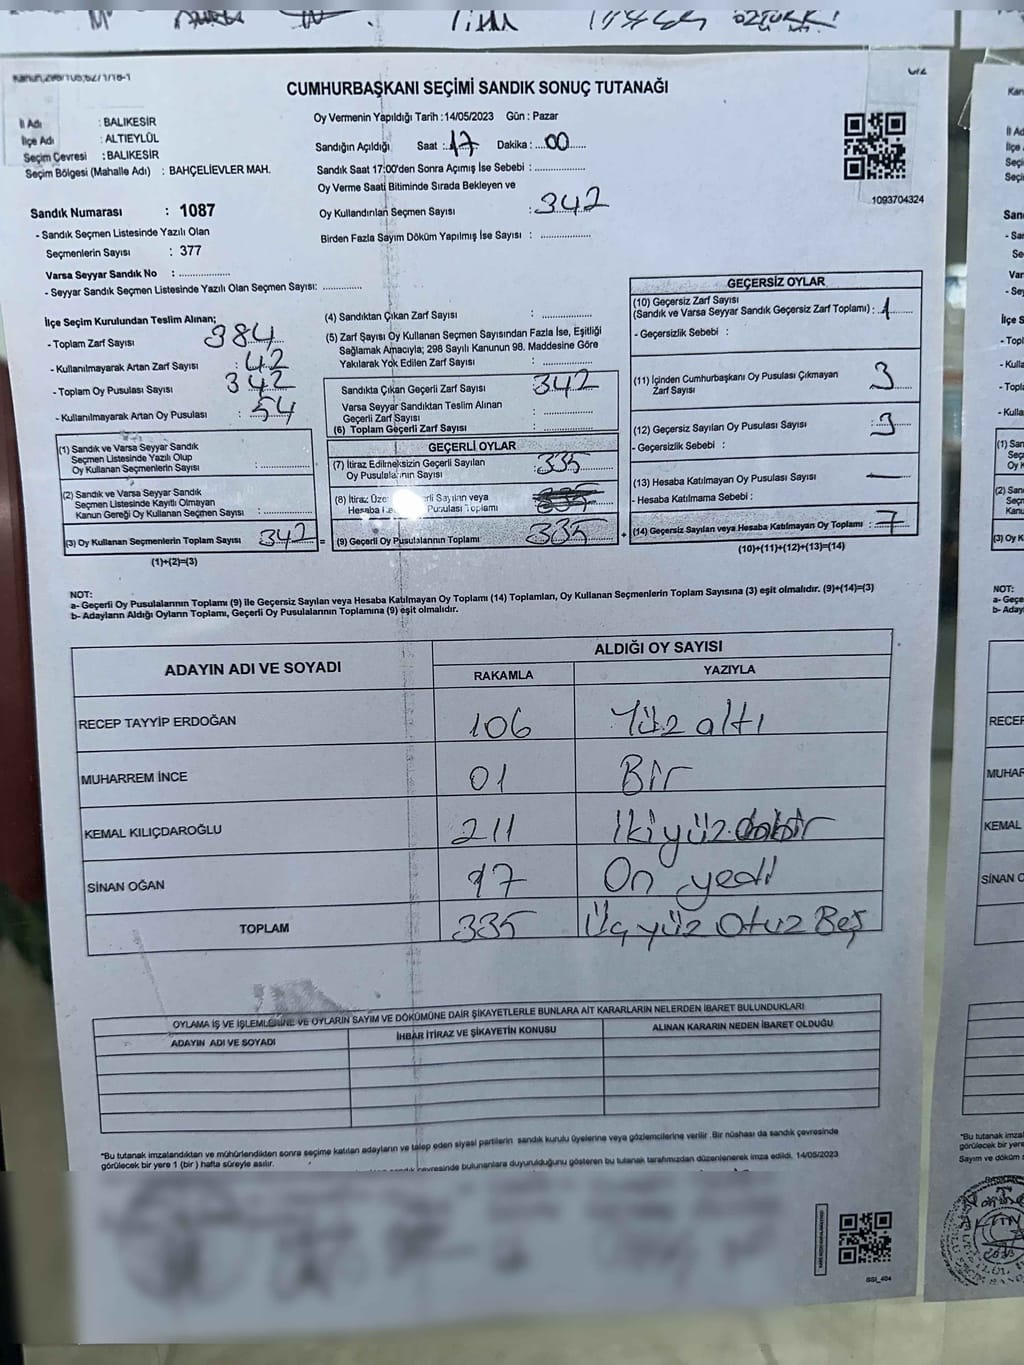 Kanun;298/105;62/1/16-1
CUMHURBAŞKANI SEÇİMİ SANDIK SONUÇ TUTANAĞI
İl Adı : BALIKESİR
İlçe Adı : ALTIEYLÜL
Seçim Çevresi : BALIKESİR
Seçim Bölgesi (Mahalle Adı) : BAHÇELİEVLER MAH.
Oy Vermenin Yapıldığı Tarih :14/05/2023 Gün : Pazar
Sandığın Açıldığı Saat : 17 Dakika : 00
Sandık Saat 17:00'den Sonra Açımış İse Sebebi :
Oy Verme Saati Bitiminde Sırada Bekleyen ve
Oy Kullandırılan Seçmen Sayısı : 342
Birden Fazla Sayım Döküm Yapılmış İse Sayısı :
1093704324
Sandık Numarası : 1087
- Sandık Seçmen Listesinde Yazılı Olan
Seçmenlerin Sayısı : 377
Varsa Seyyar Sandık No :
- Seyyar Sandık Seçmen Listesinde Yazılı Olan Seçmen Sayısı:
İlçe Seçim Kurulundan Teslim Alınan;
- Toplam Zarf Sayısı 384
- Kullanılmayarak Artan Zarf Sayısı : 42
- Toplam Oy Pusulası Sayısı 342
- Kullanılmayarak Artan Oy Pusulası : 54
(1) Sandık ve Varsa Seyyar Sandık
Seçmen Listesinde Yazılı Olup
Oy Kullanan Seçmenlerin Sayısı :
(2) Sandık ve Varsa Seyyar Sandık
Seçmen Listesinde Kayıtlı Olmayan
Kanun Gereği Oy Kullanan Seçmen Sayısı :
(3) Oy Kullanan Seçmenlerin Toplam Sayısı 342 =
(1)+(2)=(3)
(4) Sandıktan Çıkan Zarf Sayısı :
(5) Zarf Sayısı Oy Kullanan Seçmen Sayısından Fazla İse, Eşitliği
Sağlamak Amacıyla; 298 Sayılı Kanunun 98. Maddesine Göre
Yakılarak Yok Edilen Zarf Sayısı :
Sandıkta Çıkan Geçerli Zarf Sayısı : 342
Varsa Seyyar Sandıktan Teslim Alınan
Geçerli Zarf Sayısı :
(6) Toplam Geçerli Zarf Sayısı :
GEÇERLİ OYLAR
(7) İtiraz Edilmeksizin Geçerli Sayılan
Oy Pusulalarının Sayısı : 335
(8) İtiraz Üze rli Sayılan veya
Hesaba Pusulası Toplamı 335
(9) Geçerli Oy Pusulalarının Toplamı 335 +
GEÇERSİZ OYLAR
(10) Geçersiz Zarf Sayısı
(Sandık ve Varsa Seyyar Sandık Geçersiz Zarf Toplamı) : 1
- Geçersizlik Sebebi :
(11) İçinden Cumhurbaşkanı Oy Pusulası Çıkmayan
Zarf Sayısı : 3
(12) Geçersiz Sayılan Oy Pusulası Sayısı : 3
- Geçersizlik Sebebi :
(13) Hesaba Katılmayan Oy Pusulası Sayısı : —
- Hesaba Katılmama Sebebi :
(14) Geçersiz Sayılan veya Hesaba Katılmayan Oy Toplamı : 7
(10)+(11)+(12)+(13)=(14)
NOT:
a- Geçerli Oy Pusulalarının Toplamı (9) ile Geçersiz Sayılan veya Hesaba Katılmayan Oy Toplamı (14) Toplamları, Oy Kullanan Seçmenlerin Toplam Sayısına (3) eşit olmalıdır. (9)+(14)=(3)
b- Adayların Aldığı Oyların Toplamı, Geçerli Oy Pusulalarının Toplamına (9) eşit olmalıdır.
ADAYIN ADI VE SOYADI
ALDIĞI OY SAYISI
RAKAMLA YAZIYLA
RECEP TAYYİP ERDOĞAN 106 Yüz altı
MUHARREM İNCE 01 Bir
KEMAL KILIÇDAROĞLU 211 İkiyüz
SİNAN OĞAN 17 On yedi
TOPLAM 335 Üç yüz Otuz Beş
OYLAMA İŞ VE İŞLEMLERİNE VE OYLARIN SAYIM VE DÖKÜMÜNE DAİR ŞİKAYETLERLE BUNLARA AİT KARARLARIN NELERDEN İBARET BULUNDUKLARI
ADAYIN ADI VE SOYADI İHBAR İTİRAZ VE ŞİKAYETİN KONUSU ALINAN KARARIN NEDEN İBARET OLDUĞU
*Bu tutanak imzalandıktan ve mühürlendikten sonra seçime katılan adayların ve talep eden siyasi partilerin sandık kurulu üyelerine veya gözlemcilerine verilir. Bir nüshası da sandık çevresinde
görülecek bir yere 1 (bir) hafta süreyle asılır.
çevresinde bulunanlara duyurulduğunu gösteren bu tutanak tarafımızdan düzenlenerek imza edildi. 14/05/2023